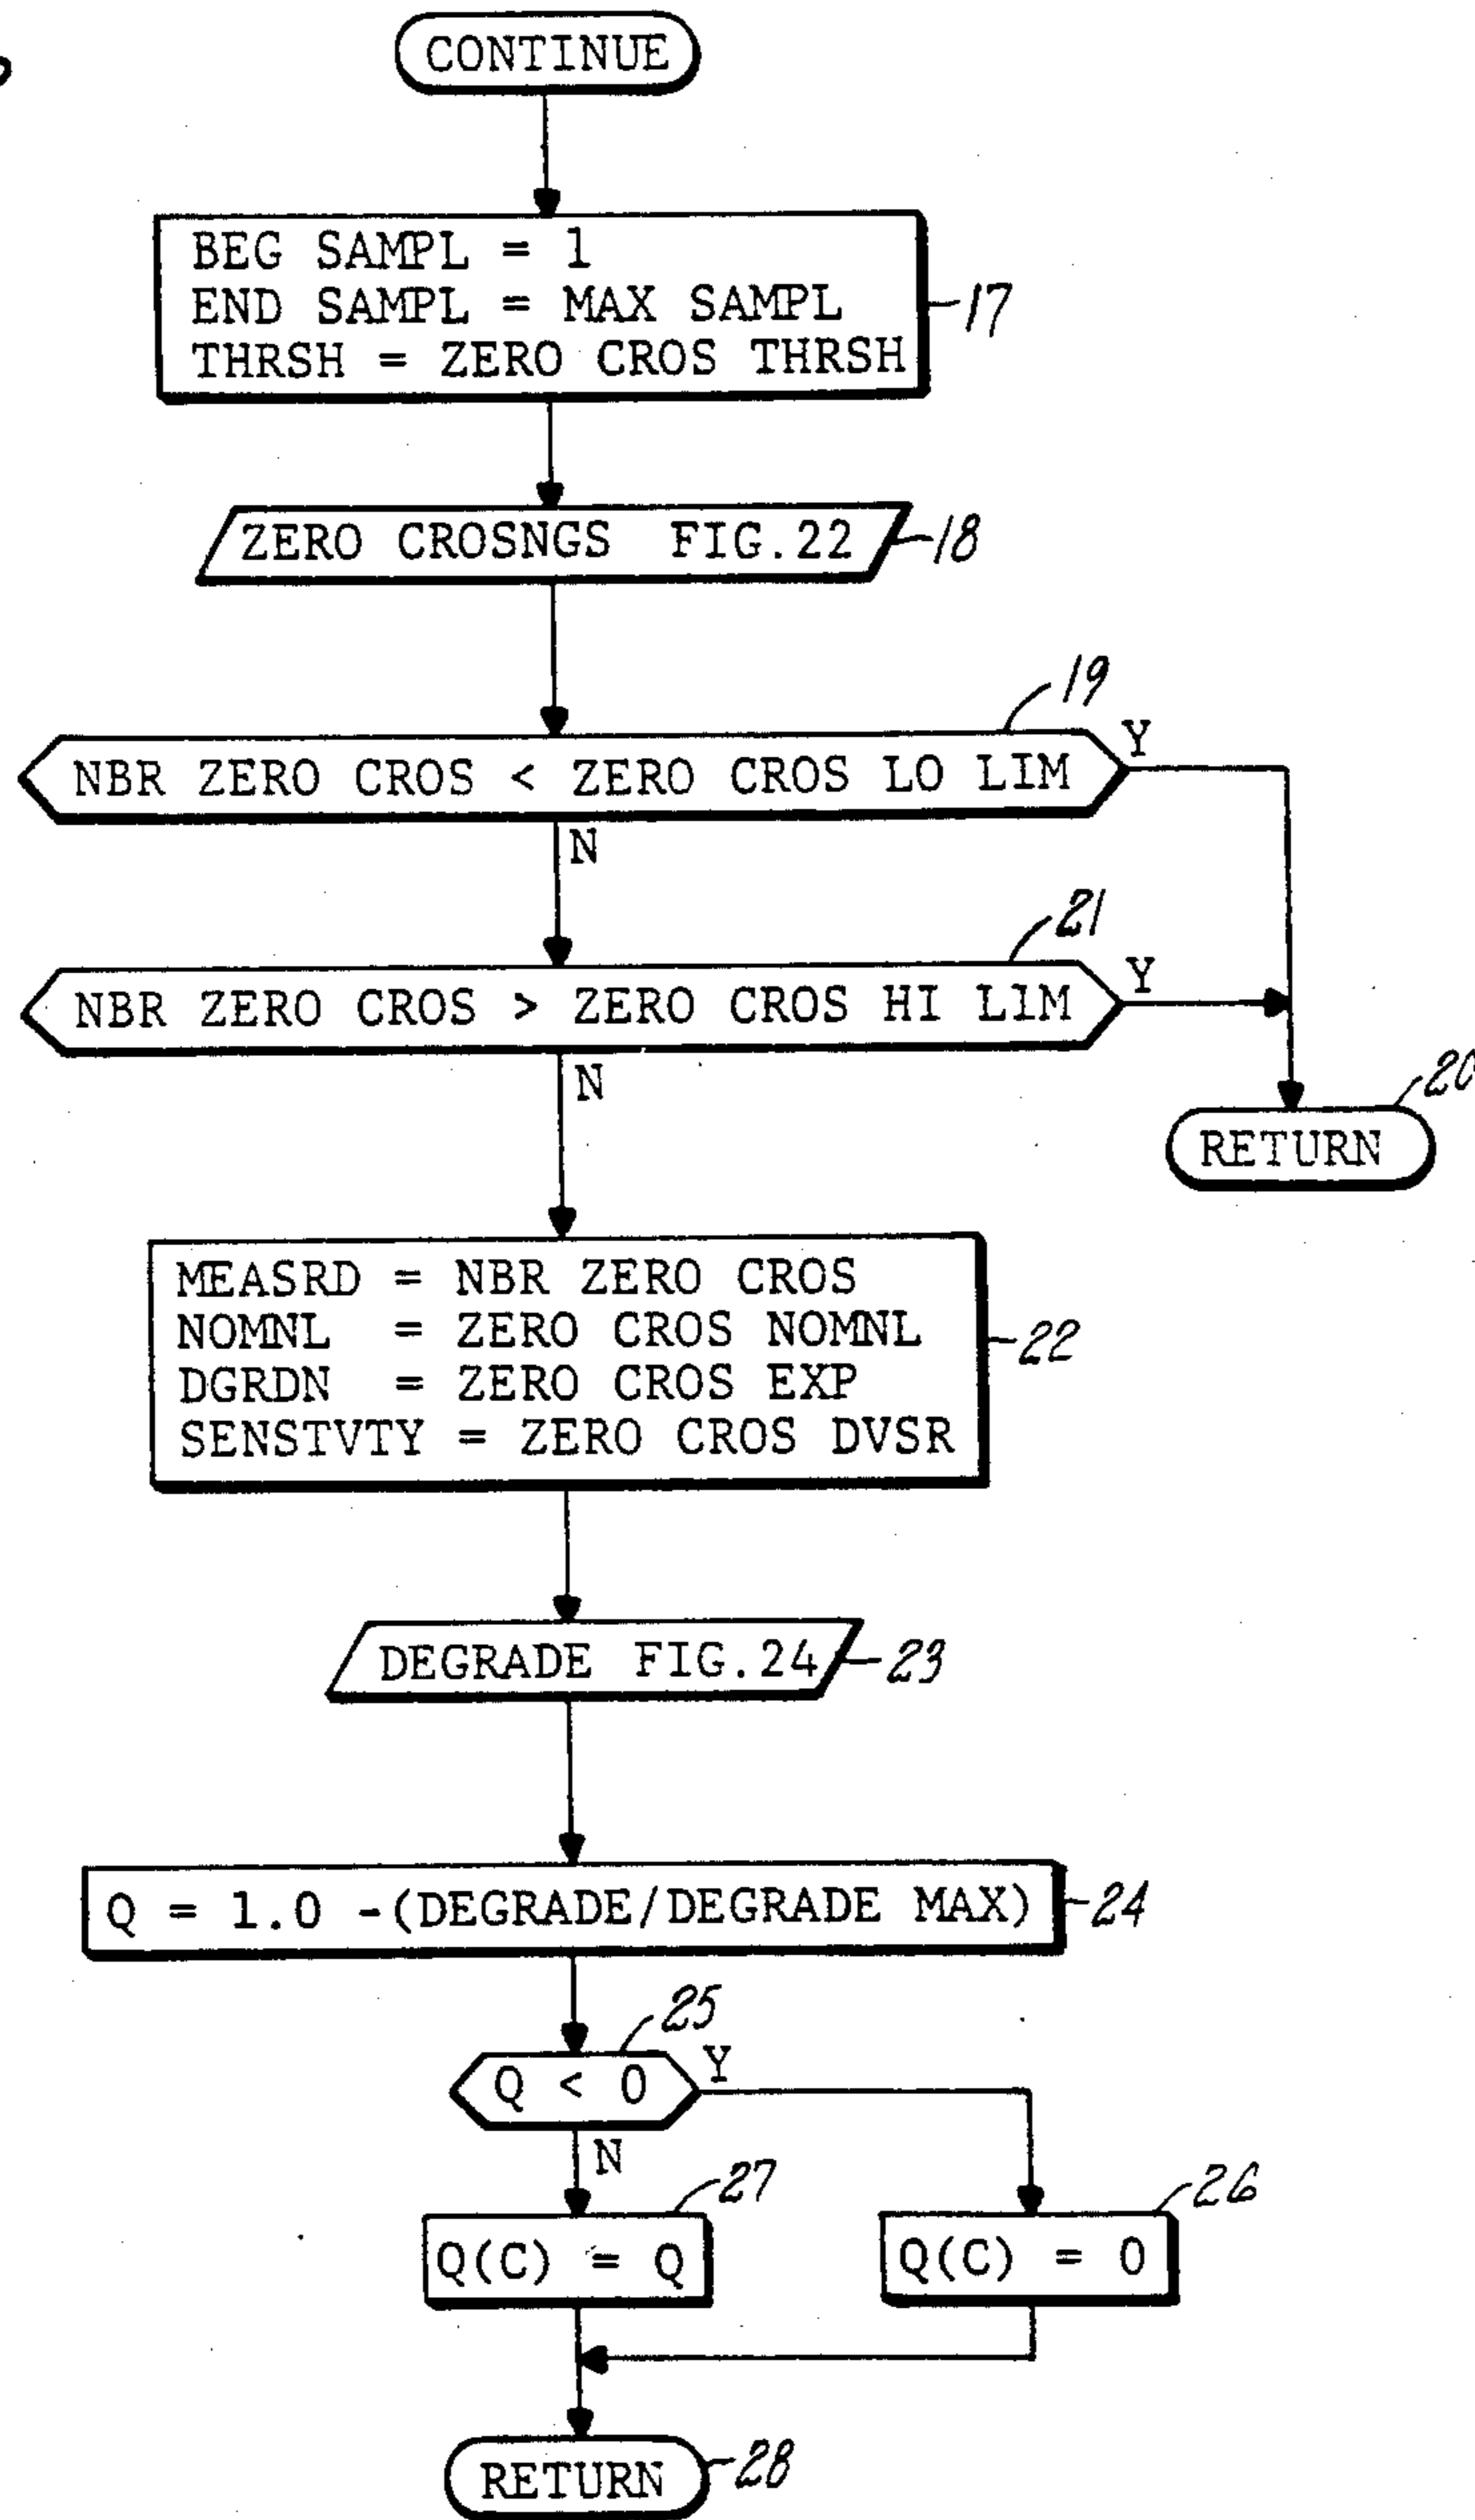 CONTINUE
BEG SAMPL = 1
END SAMPL = MAX SAMPL
THRSH = ZERO CROS THRSH
17
ZERO CROSNGS FIG.22
18
19
NBR ZERO CROS < ZERO CROS LO LIM
Y
N
21
NBR ZERO CROS > ZERO CROS HI LIM
Y
N
20
RETURN
MEASRD = NBR ZERO CROS
NOMNL = ZERO CROS NOMNL
DGRDN = ZERO CROS EXP
SENSTVTY = ZERO CROS DVSR
22
DEGRADE FIG.24
23
Q = 1.0 -(DEGRADE/DEGRADE MAX)
24
25
Q < 0
Y
N
27
Q(C) = Q
26
Q(C) = 0
RETURN
28